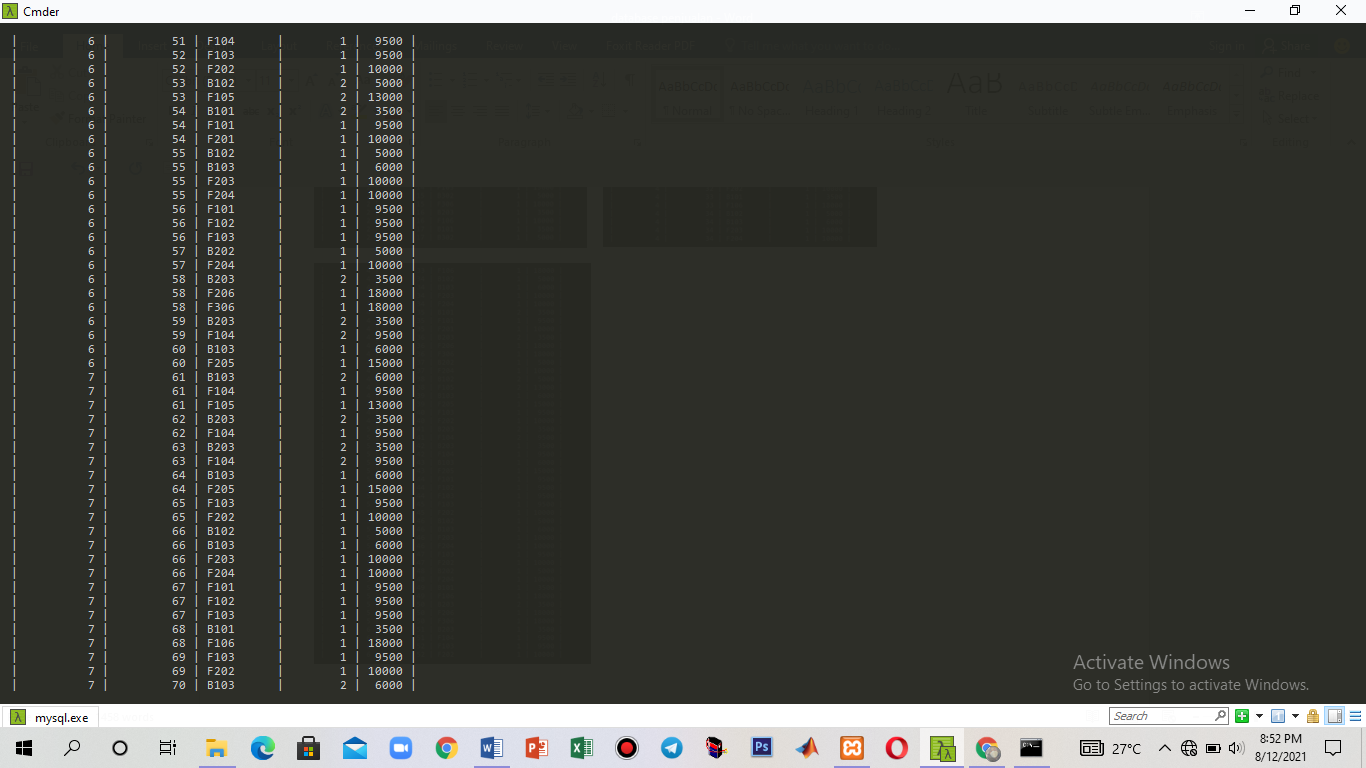 Cmder
| 6 | 51 | F104 | 1 | 9500 |
| 6 | 52 | F103 | 1 | 9500 |
| 6 | 52 | F202 | 1 | 10000 |
| 6 | 53 | B102 | 2 | 5000 |
| 6 | 53 | F105 | 2 | 13000 |
| 6 | 54 | B101 | 2 | 3500 |
| 6 | 54 | F101 | 1 | 9500 |
| 6 | 54 | F201 | 1 | 10000 |
| 6 | 55 | B102 | 1 | 5000 |
| 6 | 55 | B103 | 1 | 6000 |
| 6 | 55 | F203 | 1 | 10000 |
| 6 | 55 | F204 | 1 | 10000 |
| 6 | 56 | F101 | 1 | 9500 |
| 6 | 56 | F102 | 1 | 9500 |
| 6 | 56 | F103 | 1 | 9500 |
| 6 | 57 | B202 | 1 | 5000 |
| 6 | 57 | F204 | 1 | 10000 |
| 6 | 58 | B203 | 2 | 3500 |
| 6 | 58 | F206 | 1 | 18000 |
| 6 | 58 | F306 | 1 | 18000 |
| 6 | 59 | B203 | 2 | 3500 |
| 6 | 59 | F104 | 2 | 9500 |
| 6 | 60 | B103 | 1 | 6000 |
| 6 | 60 | F205 | 1 | 15000 |
| 7 | 61 | B103 | 2 | 6000 |
| 7 | 61 | F104 | 1 | 9500 |
| 7 | 61 | F105 | 1 | 13000 |
| 7 | 62 | B203 | 2 | 3500 |
| 7 | 62 | F104 | 1 | 9500 |
| 7 | 63 | B203 | 2 | 3500 |
| 7 | 63 | F104 | 2 | 9500 |
| 7 | 64 | B103 | 1 | 6000 |
| 7 | 64 | F205 | 1 | 15000 |
| 7 | 65 | F103 | 1 | 9500 |
| 7 | 65 | F202 | 1 | 10000 |
| 7 | 66 | B102 | 1 | 5000 |
| 7 | 66 | B103 | 1 | 6000 |
| 7 | 66 | F203 | 1 | 10000 |
| 7 | 66 | F204 | 1 | 10000 |
| 7 | 67 | F101 | 1 | 9500 |
| 7 | 67 | F102 | 1 | 9500 |
| 7 | 67 | F103 | 1 | 9500 |
| 7 | 68 | B101 | 1 | 3500 |
| 7 | 68 | F106 | 1 | 18000 |
| 7 | 69 | F103 | 1 | 9500 |
| 7 | 69 | F202 | 1 | 10000 |
| 7 | 70 | B103 | 2 | 6000 |
Activate Windows
Go to Settings to activate Windows.
mysql.exe
Search
27°C
8:52 PM
8/12/2021